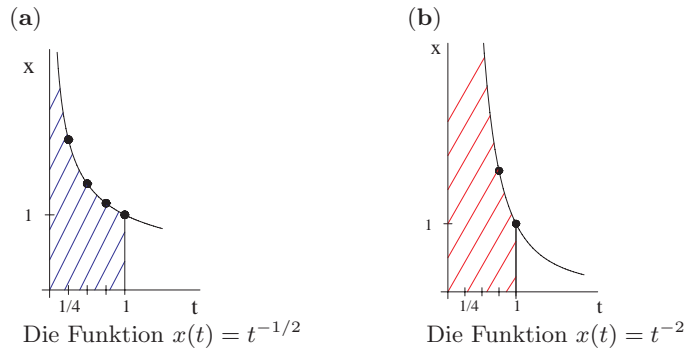 (a)
x
1
1/4 1 t
Die Funktion x(t) = t^{-1/2}
(b)
x
1
1/4 1 t
Die Funktion x(t) = t^{-2}